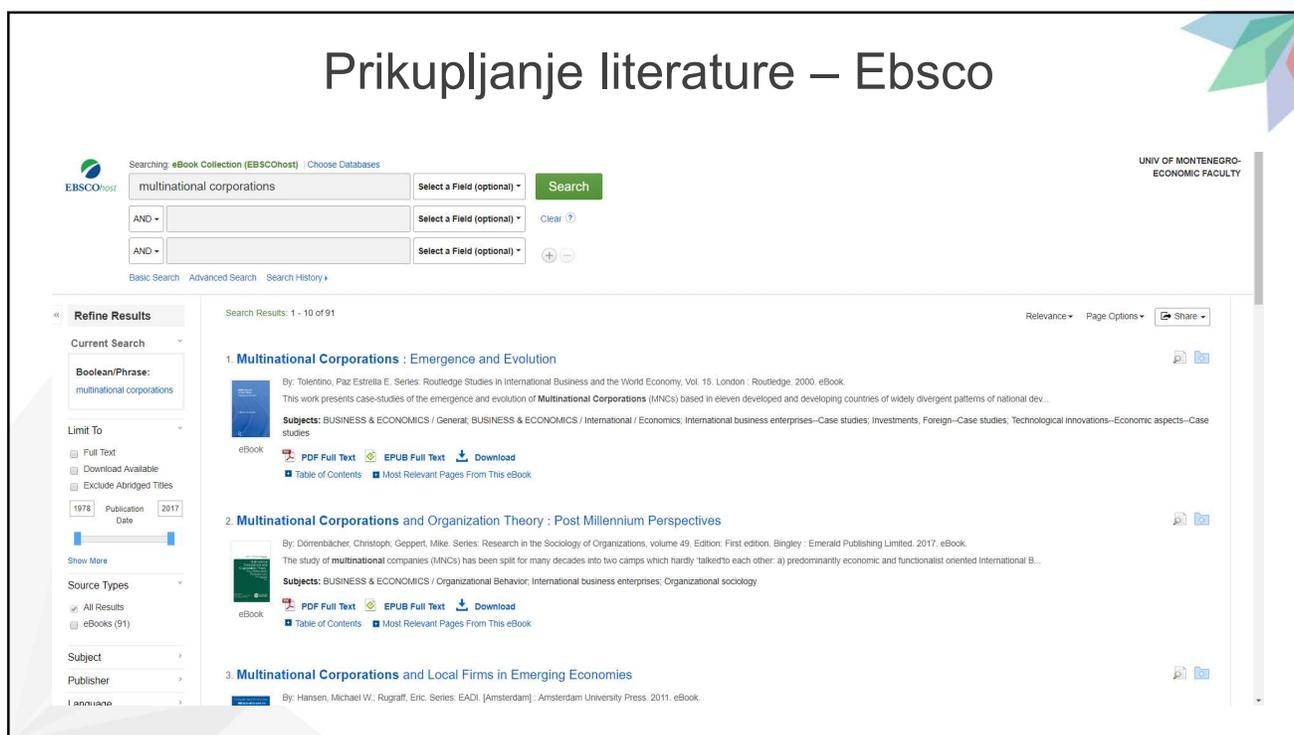 Prikupljanje literature – Ebsco
EBSCOhost
Searching: eBook Collection (EBSCOhost) | Choose Databases
UNIV OF MONTENEGRO-
ECONOMIC FACULTY
multinational corporations Select a Field (optional) Search
AND Select a Field (optional) Clear ?
AND Select a Field (optional) + −
Basic Search Advanced Search Search History
« Refine Results
Current Search
Boolean/Phrase:
multinational corporations
Limit To
Full Text
Download Available
Exclude Abridged Titles
1978 Publication Date 2017
Show More
Source Types
All Results
eBooks (91)
Subject
Publisher
Language
Search Results: 1 - 10 of 91
Relevance Page Options Share
1. Multinational Corporations : Emergence and Evolution
By: Tolentino, Paz Estrella E. Series: Routledge Studies in International Business and the World Economy, Vol. 15. London : Routledge. 2000. eBook.
This work presents case-studies of the emergence and evolution of Multinational Corporations (MNCs) based in eleven developed and developing countries of widely divergent patterns of national dev...
Subjects: BUSINESS & ECONOMICS / General; BUSINESS & ECONOMICS / International / Economics; International business enterprises--Case studies; Investments, Foreign--Case studies; Technological innovations--Economic aspects--Case
studies
eBook
PDF Full Text EPUB Full Text Download
Table of Contents Most Relevant Pages From This eBook
2. Multinational Corporations and Organization Theory : Post Millennium Perspectives
By: Dörrenbächer, Christoph; Geppert, Mike. Series: Research in the Sociology of Organizations, volume 49. Edition: First edition. Bingley : Emerald Publishing Limited. 2017. eBook.
The study of multinational companies (MNCs) has been split for many decades into two camps which hardly 'talked'to each other: a) predominantly economic and functionalist oriented International B...
Subjects: BUSINESS & ECONOMICS / Organizational Behavior; International business enterprises; Organizational sociology
eBook
PDF Full Text EPUB Full Text Download
Table of Contents Most Relevant Pages From This eBook
3. Multinational Corporations and Local Firms in Emerging Economies
By: Hansen, Michael W.; Rugraff, Eric. Series: EADI. [Amsterdam] : Amsterdam University Press. 2011. eBook.